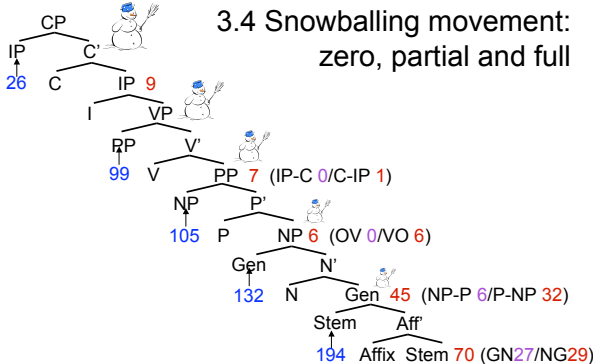 3.4 Snowballing movement:
zero, partial and full
CP
IP C'
26 C IP 9
I VP
PP V'
99 V PP 7 (IP-C 0/C-IP 1)
NP P'
105 P NP 6 (OV 0/VO 6)
Gen N'
132 N Gen 45 (NP-P 6/P-NP 32)
Stem Aff'
194 Affix Stem 70 (GN27/NG29)